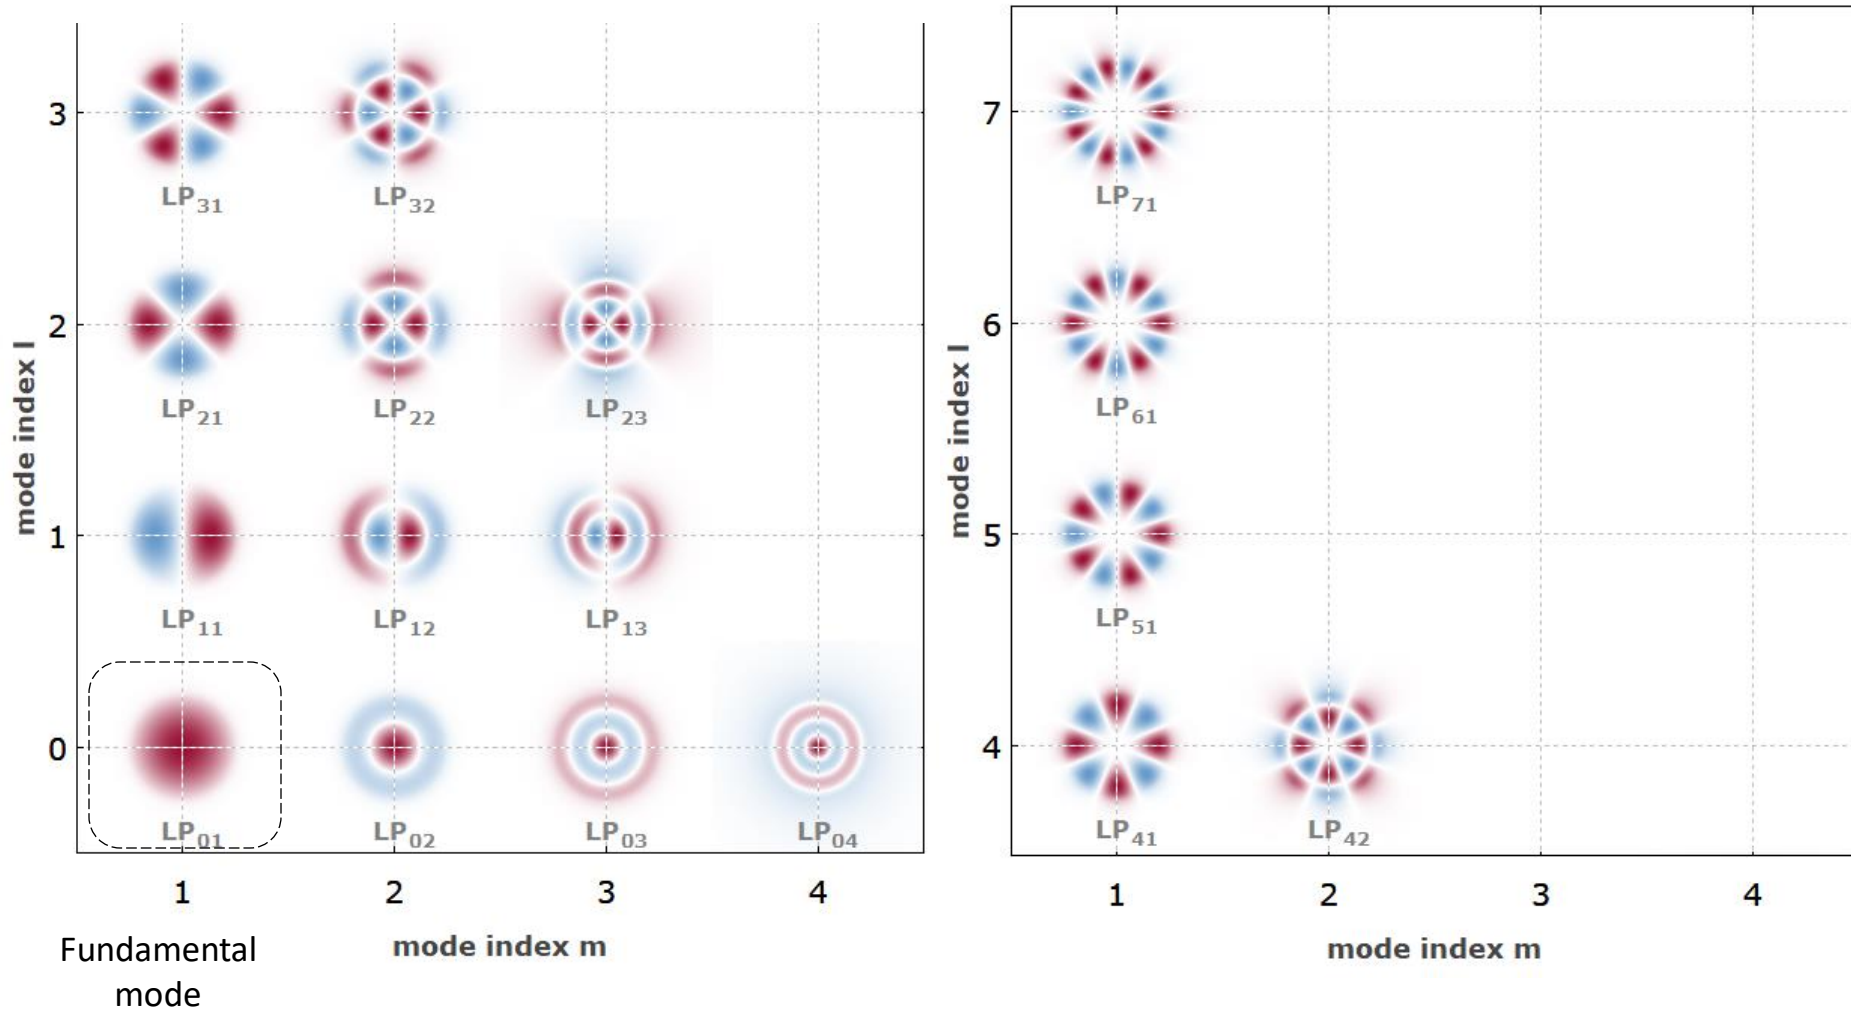 3
LP31
LP32
2
LP21
LP22
LP23
1
LP11
LP12
LP13
0
LP01
LP02
LP03
LP04
1 2 3 4
mode index l
mode index m
Fundamental
mode
7
LP71
6
LP61
5
LP51
4
LP41
LP42
1 2 3 4
mode index l
mode index m